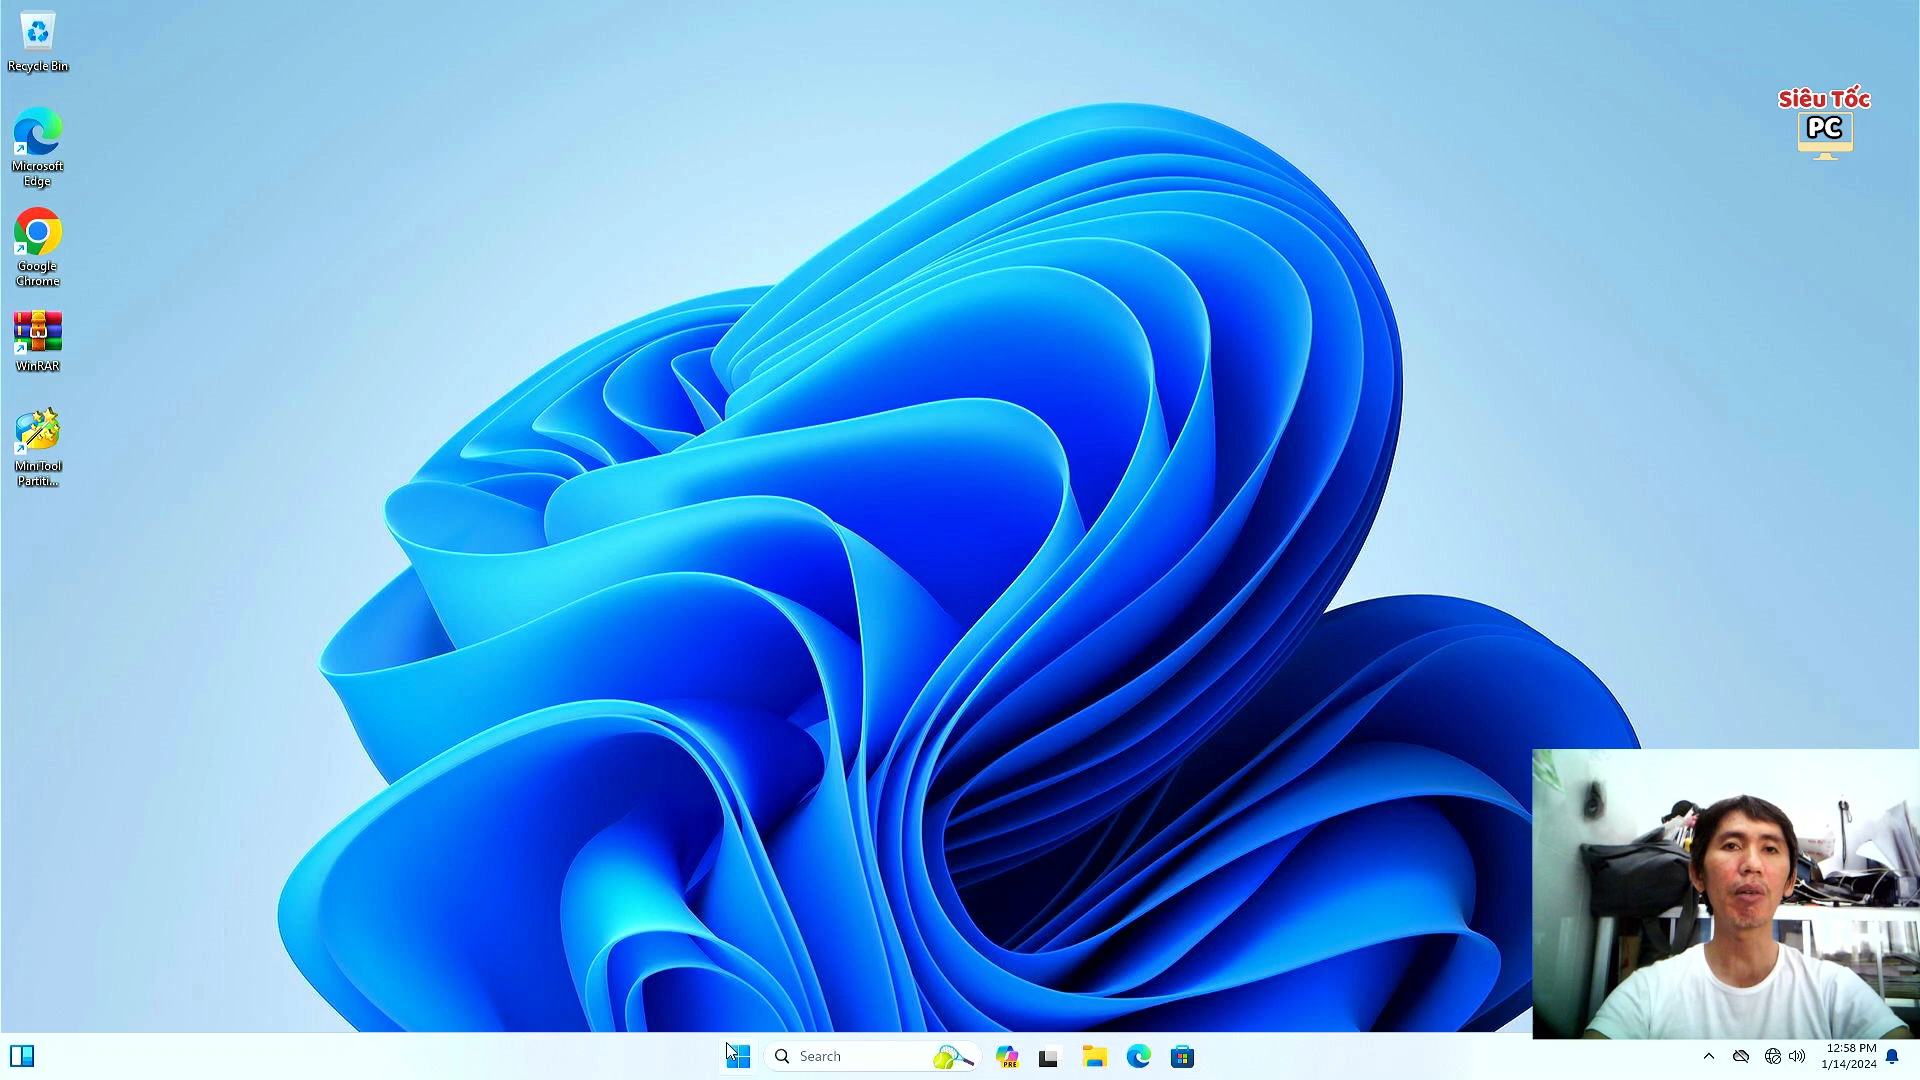 Recycle Bin
Siêu Tốc
PC
Microsoft
Edge
Google
Chrome
WinRAR
MiniTool
Partiti...
Search
PRE
12:58 PM
1/14/2024